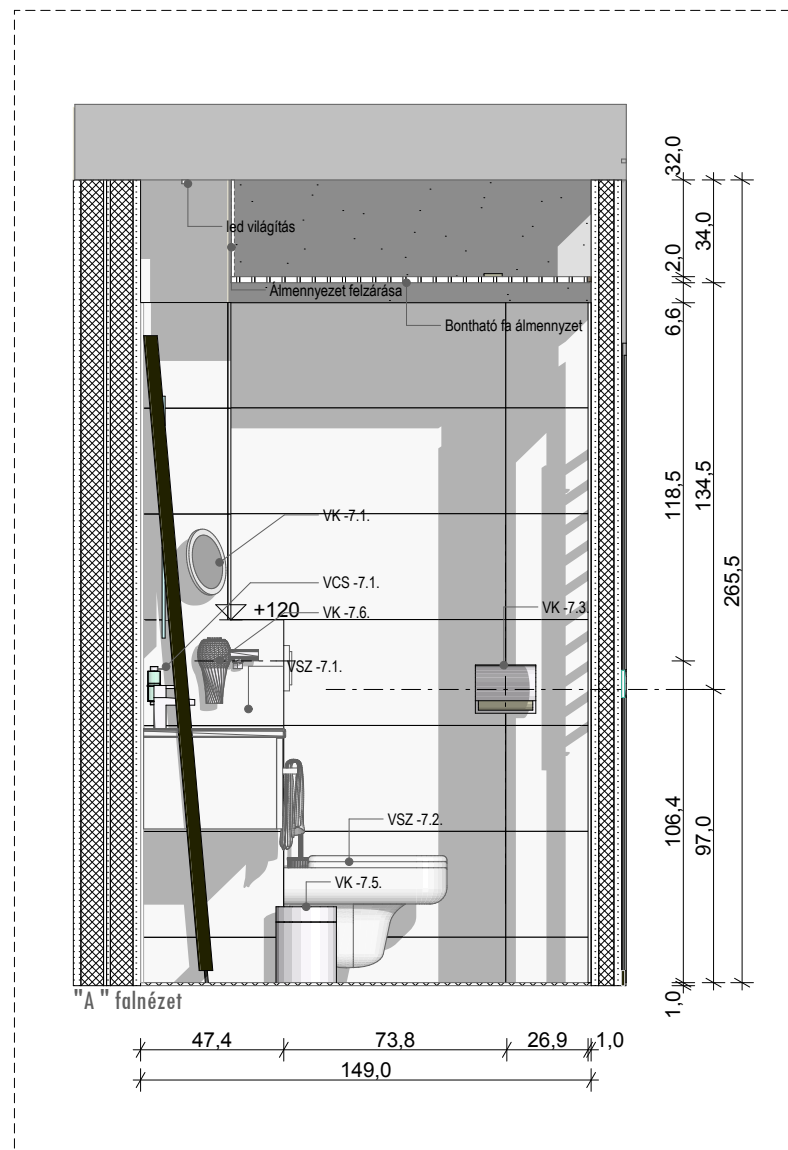 led világítás
Álmennyezet felzárása
Bontható fa álmennyzet
VK -7.1.
VCS -7.1.
+120
VK -7.6.
VK -7.3.
VSZ -7.1.
VSZ -7.2.
VK -7.5.
32,0
2,0
34,0
6,6
118,5
134,5
265,5
106,4
97,0
1,0
"A " falnézet
47,4
73,8
26,9
1,0
149,0